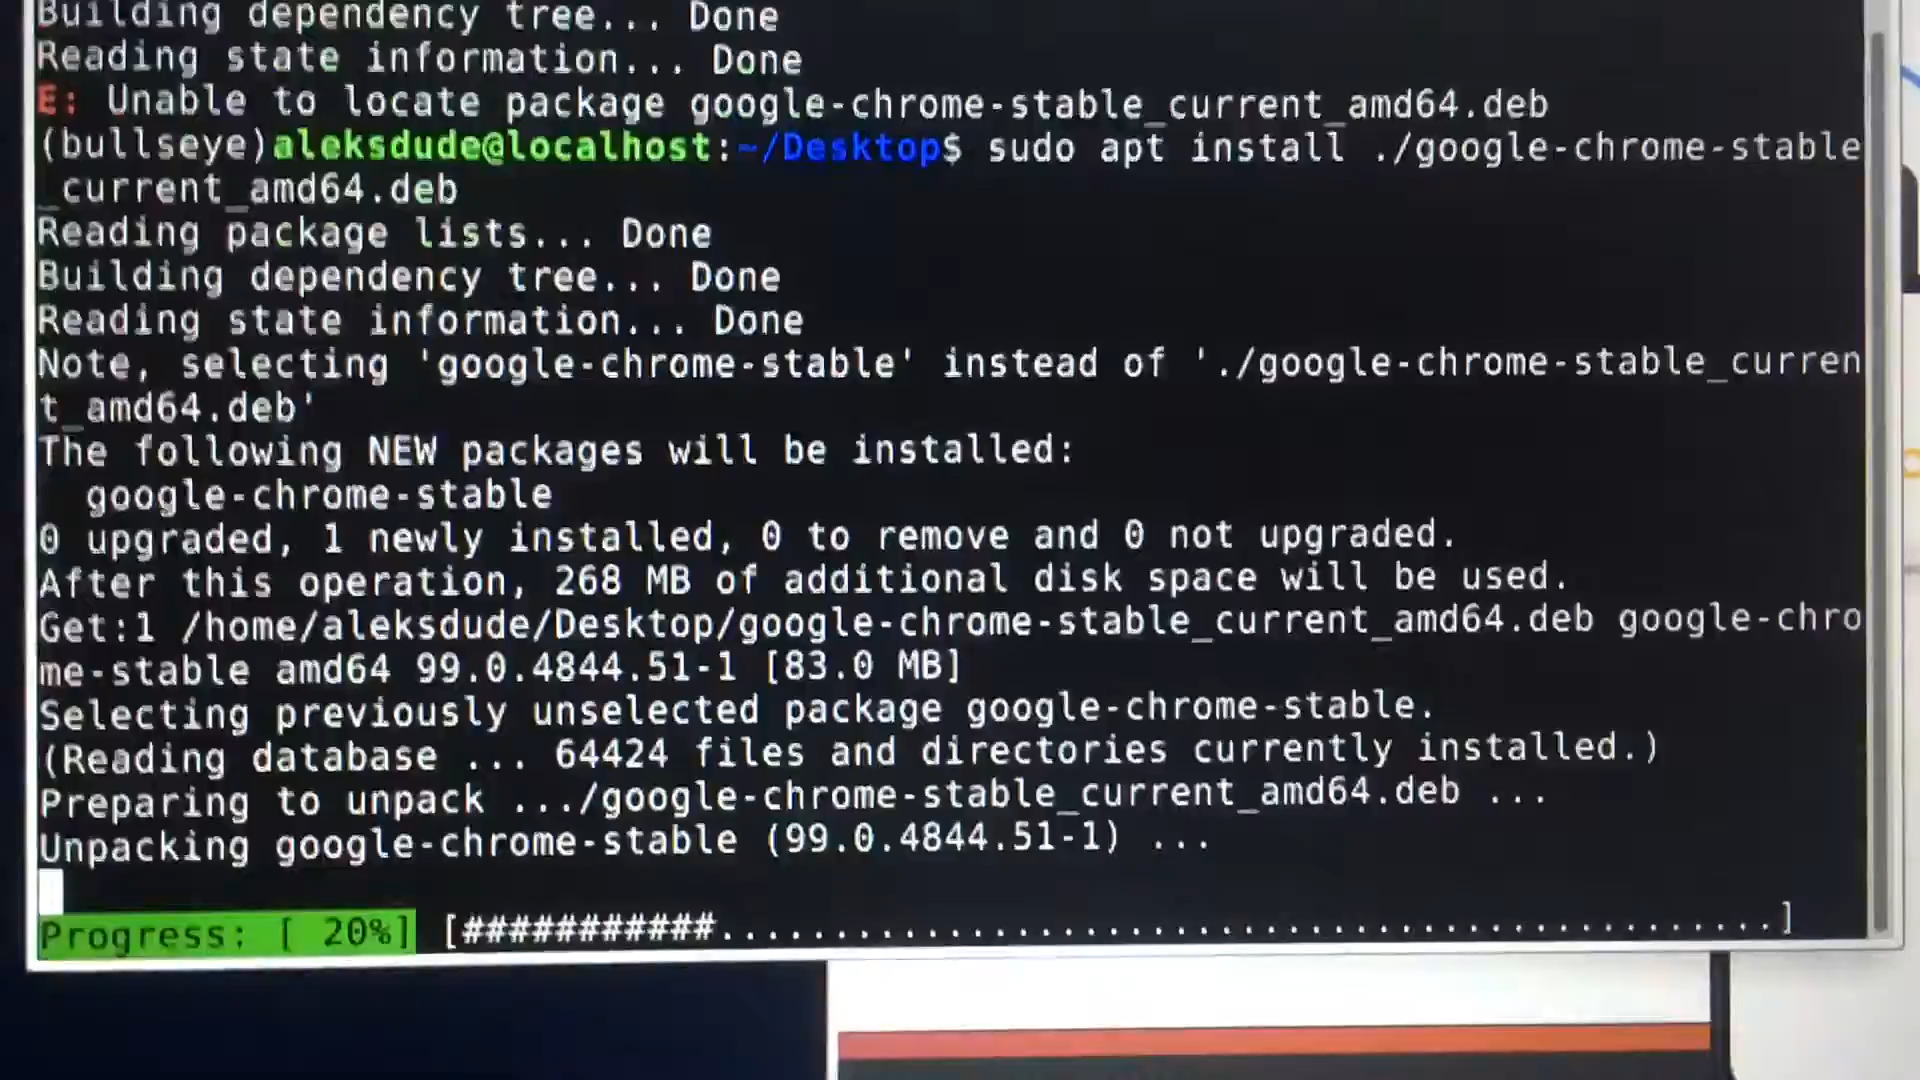 Building dependency tree... Done
Reading state information... Done
E: Unable to locate package google-chrome-stable_current_amd64.deb
(bullseye)aleksdude@localhost:~/Desktop$ sudo apt install ./google-chrome-stable
_current_amd64.deb
Reading package lists... Done
Building dependency tree... Done
Reading state information... Done
Note, selecting 'google-chrome-stable' instead of './google-chrome-stable_curren
t_amd64.deb'
The following NEW packages will be installed:
  google-chrome-stable
0 upgraded, 1 newly installed, 0 to remove and 0 not upgraded.
After this operation, 268 MB of additional disk space will be used.
Get:1 /home/aleksdude/Desktop/google-chrome-stable_current_amd64.deb google-chro
me-stable amd64 99.0.4844.51-1 [83.0 MB]
Selecting previously unselected package google-chrome-stable.
(Reading database ... 64424 files and directories currently installed.)
Preparing to unpack .../google-chrome-stable_current_amd64.deb ...
Unpacking google-chrome-stable (99.0.4844.51-1) ...
Progress: [ 20%] [###########..............................................]